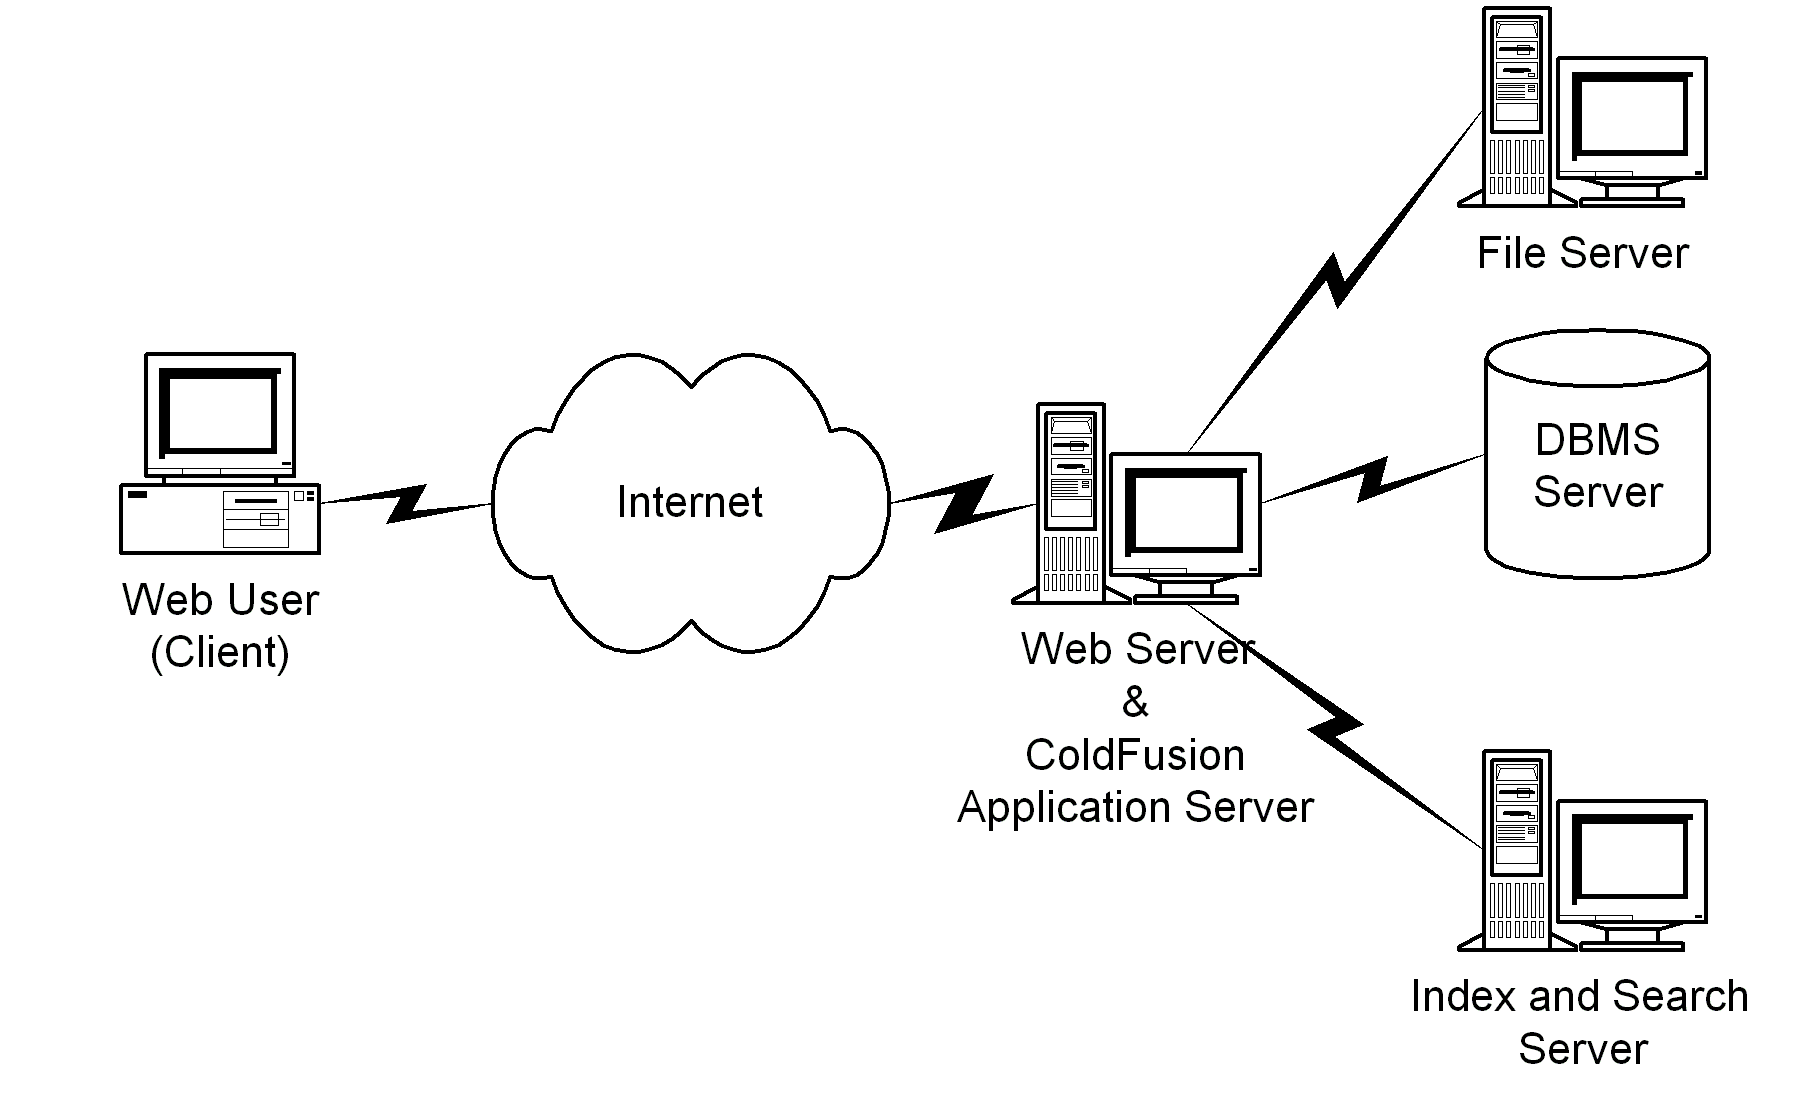 File Server
DBMS
Server
Internet
Web User
(Client)
Web Server
&
ColdFusion
Application Server
Index and Search
Server